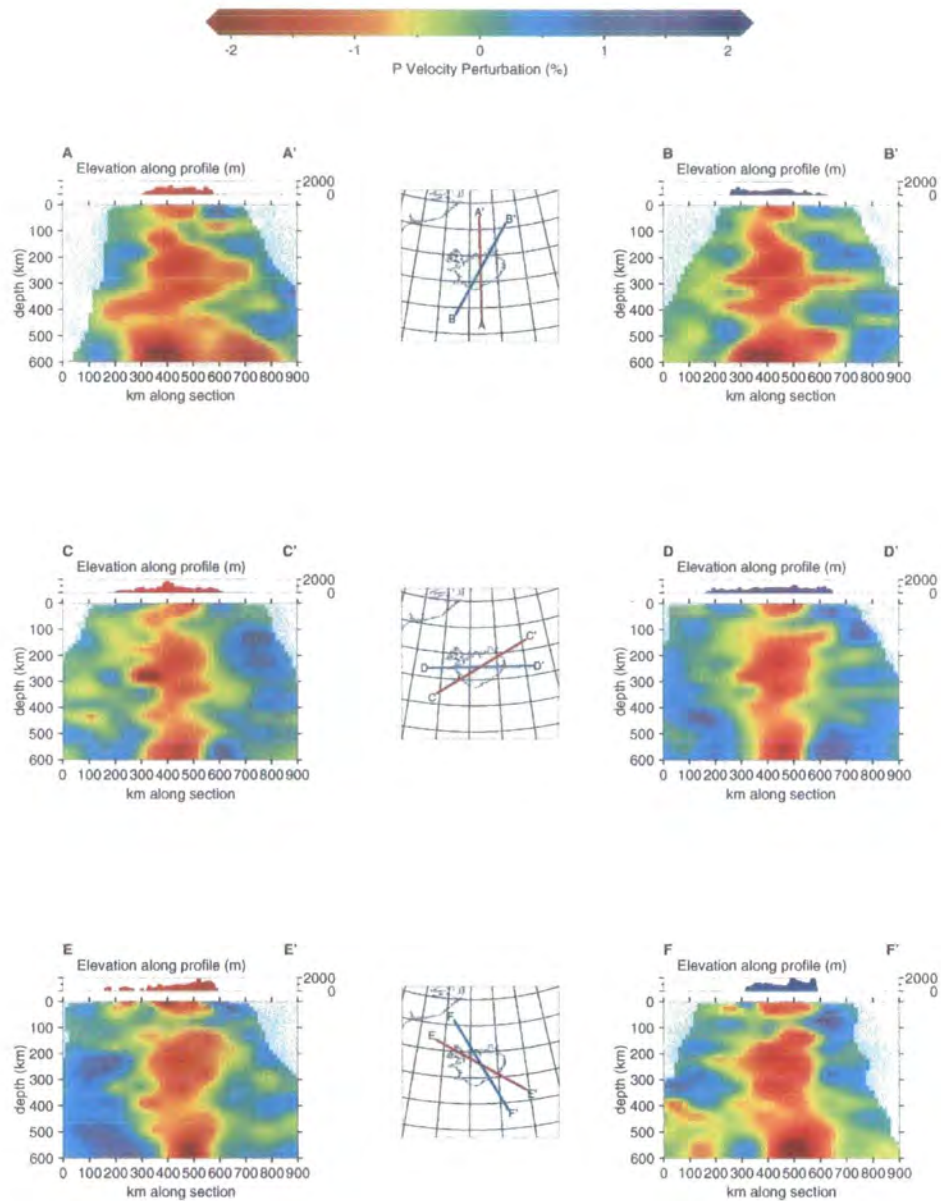 -2 -1 0 1 2
P Velocity Perturbation (%)
A A'
Elevation along profile (m)
2000
0
0
100
200
300
400
500
600
depth (km)
0 100 200 300 400 500 600 700 800 900
km along section
A'
B'
B
A
B B'
Elevation along profile (m)
2000
0
0
100
200
300
400
500
600
depth (km)
0 100 200 300 400 500 600 700 800 900
km along section
C C'
Elevation along profile (m)
2000
0
0
100
200
300
400
500
600
depth (km)
0 100 200 300 400 500 600 700 800 900
km along section
C'
D D'
C
D D'
Elevation along profile (m)
2000
0
0
100
200
300
400
500
600
depth (km)
0 100 200 300 400 500 600 700 800 900
km along section
E E'
Elevation along profile (m)
2000
0
0
100
200
300
400
500
600
depth (km)
0 100 200 300 400 500 600 700 800 900
km along section
F
E
E'
F'
F F'
Elevation along profile (m)
2000
0
0
100
200
300
400
500
600
depth (km)
0 100 200 300 400 500 600 700 800 900
km along section